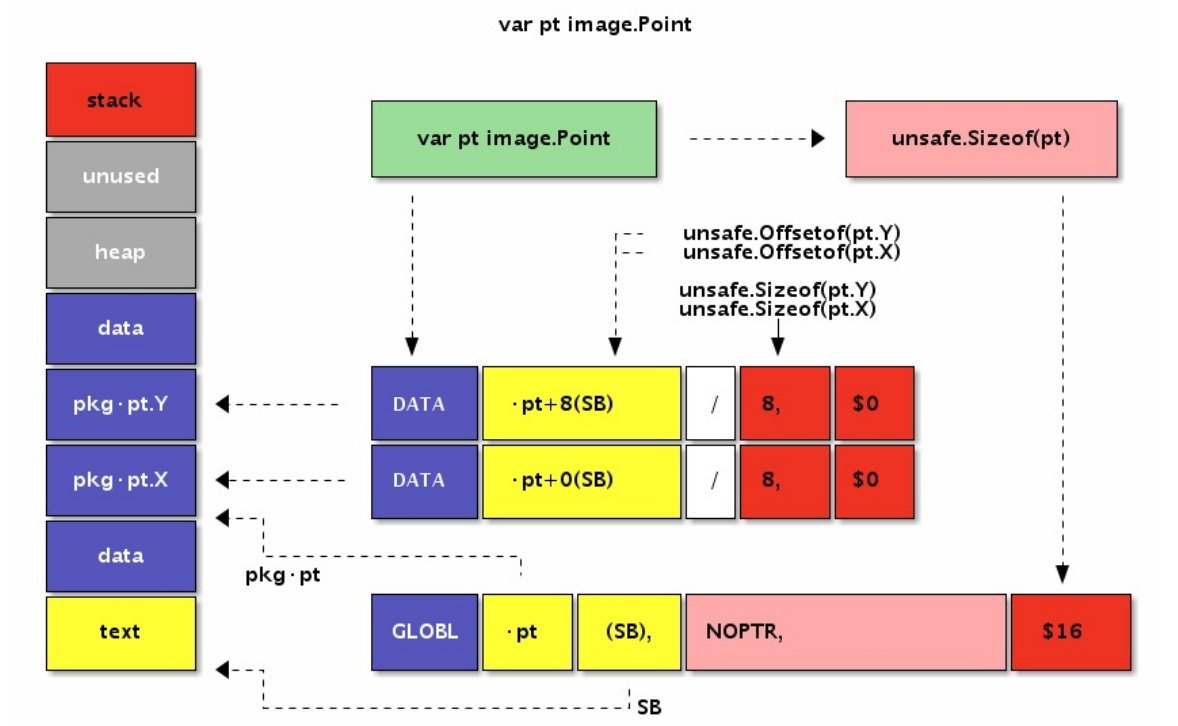 var pt image.Point
stack
unused
heap
data
pkg·pt.Y
pkg·pt.X
data
text
var pt image.Point
unsafe.Sizeof(pt)
unsafe.Offsetof(pt.Y)
unsafe.Offsetof(pt.X)
unsafe.Sizeof(pt.Y)
unsafe.Sizeof(pt.X)
DATA ·pt+8(SB) / 8, $0
DATA ·pt+0(SB) / 8, $0
pkg·pt
GLOBL ·pt (SB), NOPTR, $16
SB